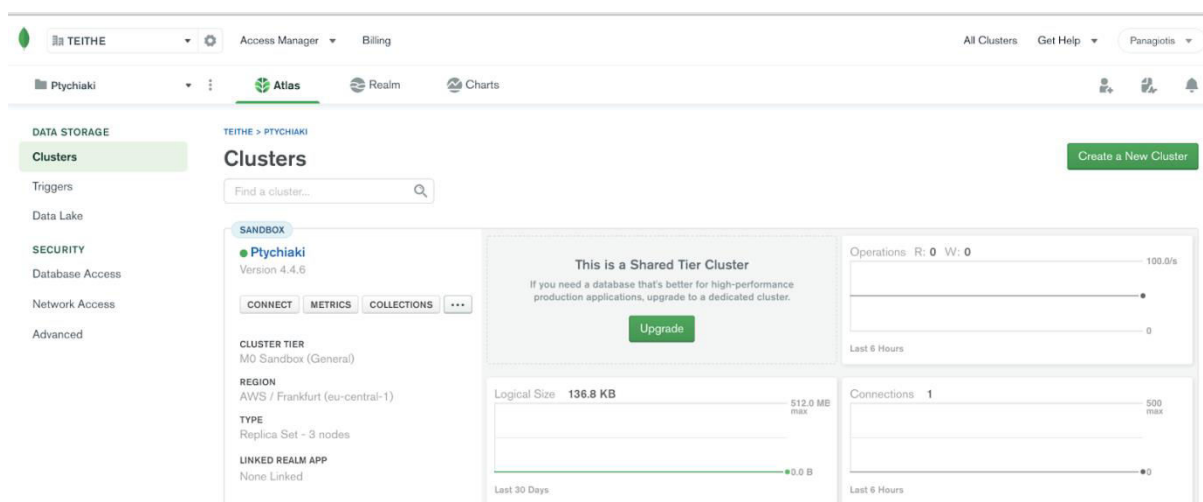 TEITHE
Access Manager
Billing
All Clusters
Get Help
Panagiotis
Ptychiaki
Atlas
Realm
Charts
DATA STORAGE
Clusters
Triggers
Data Lake
SECURITY
Database Access
Network Access
Advanced
TEITHE > PTYCHIAKI
Clusters
Create a New Cluster
Find a cluster...
SANDBOX
Ptychiaki
Version 4.4.6
CONNECT
METRICS
COLLECTIONS
...
CLUSTER TIER
M0 Sandbox (General)
REGION
AWS / Frankfurt (eu-central-1)
TYPE
Replica Set - 3 nodes
LINKED REALM APP
None Linked
This is a Shared Tier Cluster
If you need a database that's better for high-performance
production applications, upgrade to a dedicated cluster.
Upgrade
Operations R: 0 W: 0
100.0/s
0
Last 6 Hours
Logical Size 136.8 KB
512.0 MB
max
0.0 B
Last 30 Days
Connections 1
500
max
0
Last 6 Hours